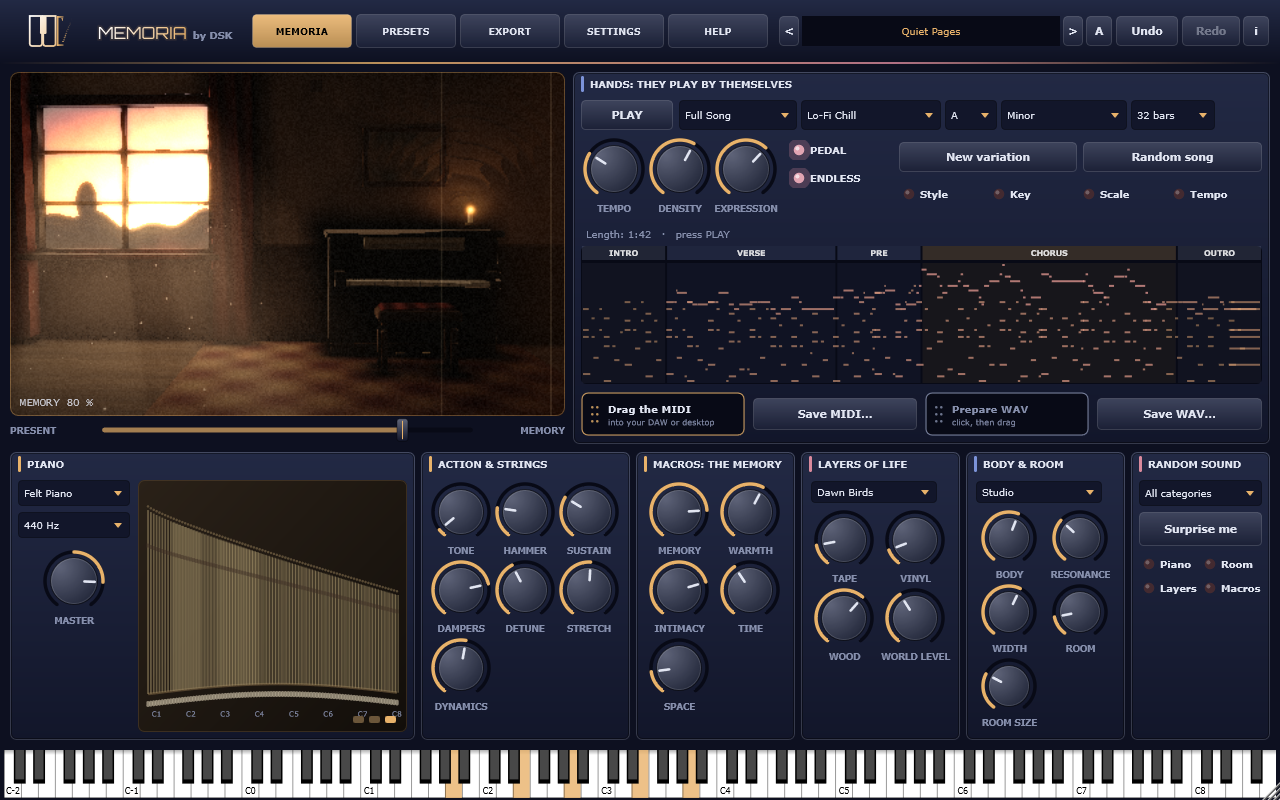 MEMORIA by DSK
MEMORIA PRESETS EXPORT SETTINGS HELP < Quiet Pages > A Undo Redo i
HANDS: THEY PLAY BY THEMSELVES
PLAY Full Song Lo-Fi Chill A Minor 32 bars
PEDAL
ENDLESS
New variation Random song
Style Key Scale Tempo
TEMPO DENSITY EXPRESSION
Length: 1:42 · press PLAY
INTRO VERSE PRE CHORUS OUTRO
MEMORY 80 %
Drag the MIDI
into your DAW or desktop
Save MIDI...
Prepare WAV
click, then drag
Save WAV...
PRESENT MEMORY
PIANO
Felt Piano
440 Hz
MASTER
C1 C2 C3 C4 C5 C6 C7 C8
ACTION & STRINGS
TONE HAMMER SUSTAIN
DAMPERS DETUNE STRETCH
DYNAMICS
MACROS: THE MEMORY
MEMORY WARMTH
INTIMACY TIME
SPACE
LAYERS OF LIFE
Dawn Birds
TAPE VINYL
WOOD WORLD LEVEL
BODY & ROOM
Studio
BODY RESONANCE
WIDTH ROOM
ROOM SIZE
RANDOM SOUND
All categories
Surprise me
Piano Room
Layers Macros
C-2 C-1 C0 C1 C2 C3 C4 C5 C6 C7 C8